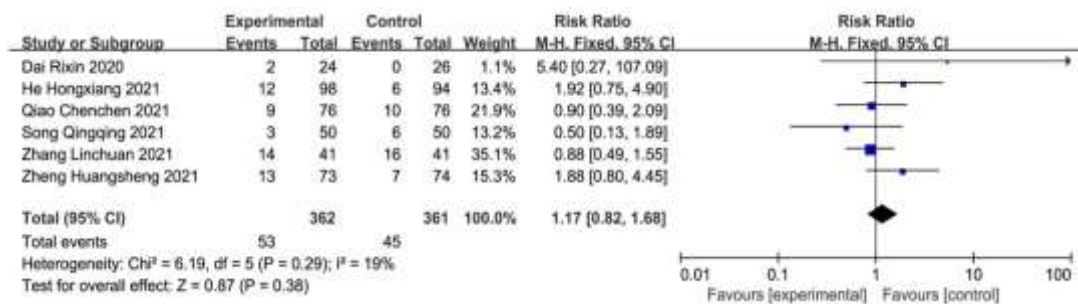 Experimental Control Risk Ratio Risk Ratio
Study or Subgroup Events Total Events Total Weight M-H. Fixed. 95% CI M-H. Fixed. 95% CI
Dai Rixin 2020 2 24 0 26 1.1% 5.40 [0.27, 107.09]
He Hongxiang 2021 12 98 6 94 13.4% 1.92 [0.75, 4.90]
Qiao Chenchen 2021 9 76 10 76 21.9% 0.90 [0.39, 2.09]
Song Qingqing 2021 3 50 6 50 13.2% 0.50 [0.13, 1.89]
Zhang Linchuan 2021 14 41 16 41 35.1% 0.88 [0.49, 1.55]
Zheng Huangsheng 2021 13 73 7 74 15.3% 1.88 [0.80, 4.45]
Total (95% CI) 362 361 100.0% 1.17 [0.82, 1.68]
Total events 53 45
Heterogeneity: Chi² = 6.19, df = 5 (P = 0.29); I² = 19%
Test for overall effect: Z = 0.87 (P = 0.38)
0.01 0.1 1 10 100
Favours [experimental] Favours [control]